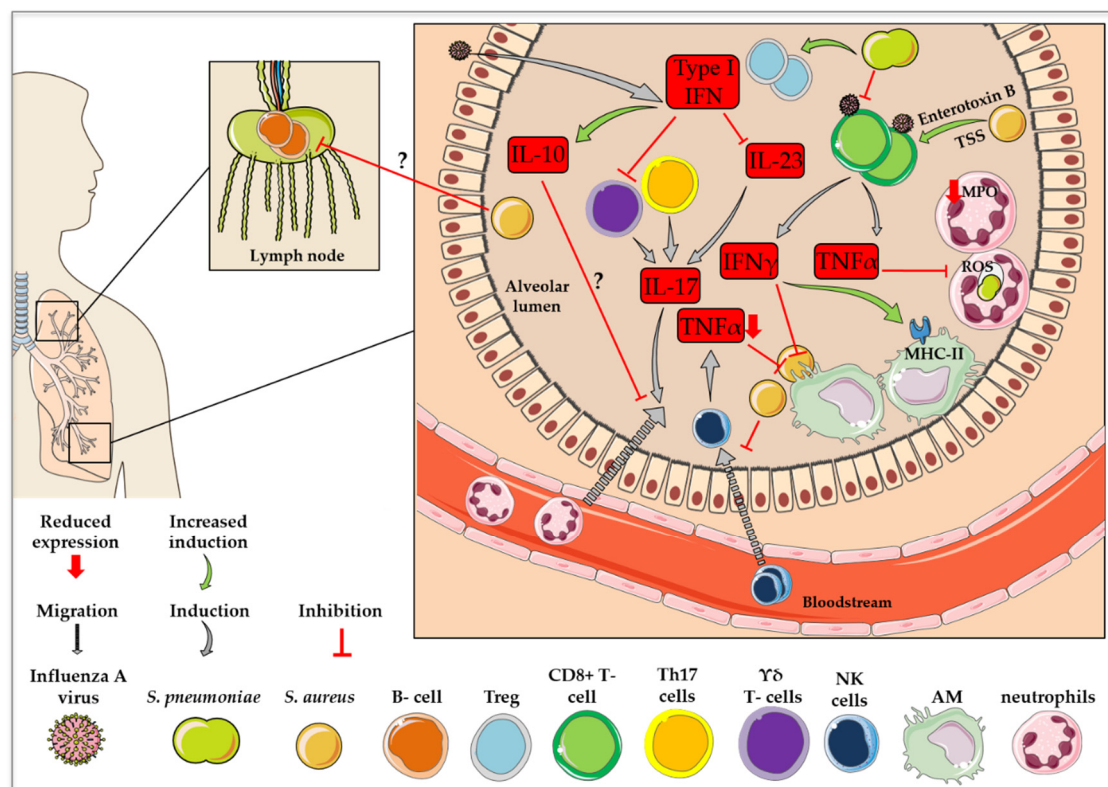 Type I
IFN
Enterotoxin B
TSS
IL-10
IL-23
?
MPO
Lymph node
ROS
IFNγ
TNFα
Alveolar
lumen
?
IL-17
TNFα
MHC-II
Bloodstream
Reduced
expression
Increased
induction
Migration
Induction
Inhibition
Influenza A
virus
S. pneumoniae
S. aureus
B- cell
Treg
CD8+ T-
cell
Th17
cells
ϒδ
T- cells
NK
cells
AM
neutrophils